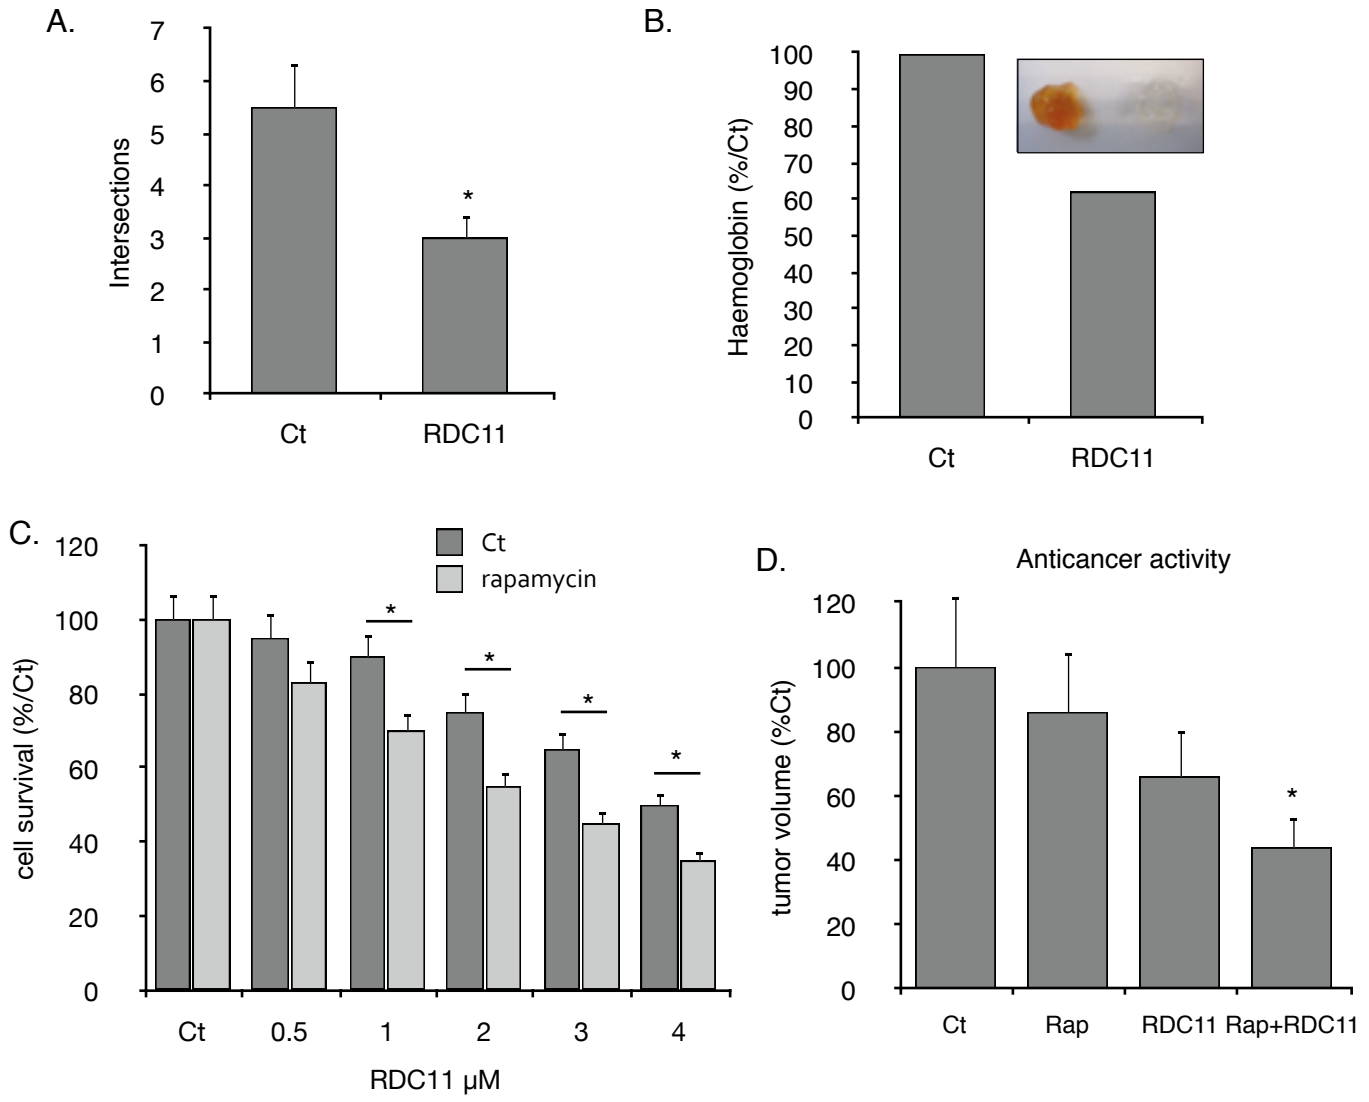 A.
7
6
5
4
3
2
1
0
Intersections
*
Ct RDC11
B.
100
90
80
70
60
50
40
30
20
10
0
Haemoglobin (%/Ct)
Ct RDC11
C.
120
100
80
60
40
20
0
cell survival (%/Ct)
Ct
rapamycin
*
*
*
*
Ct 0.5 1 2 3 4
RDC11 µM
D.
Anticancer activity
120
100
80
60
40
20
0
tumor volume (%Ct)
*
Ct Rap RDC11 Rap+RDC11